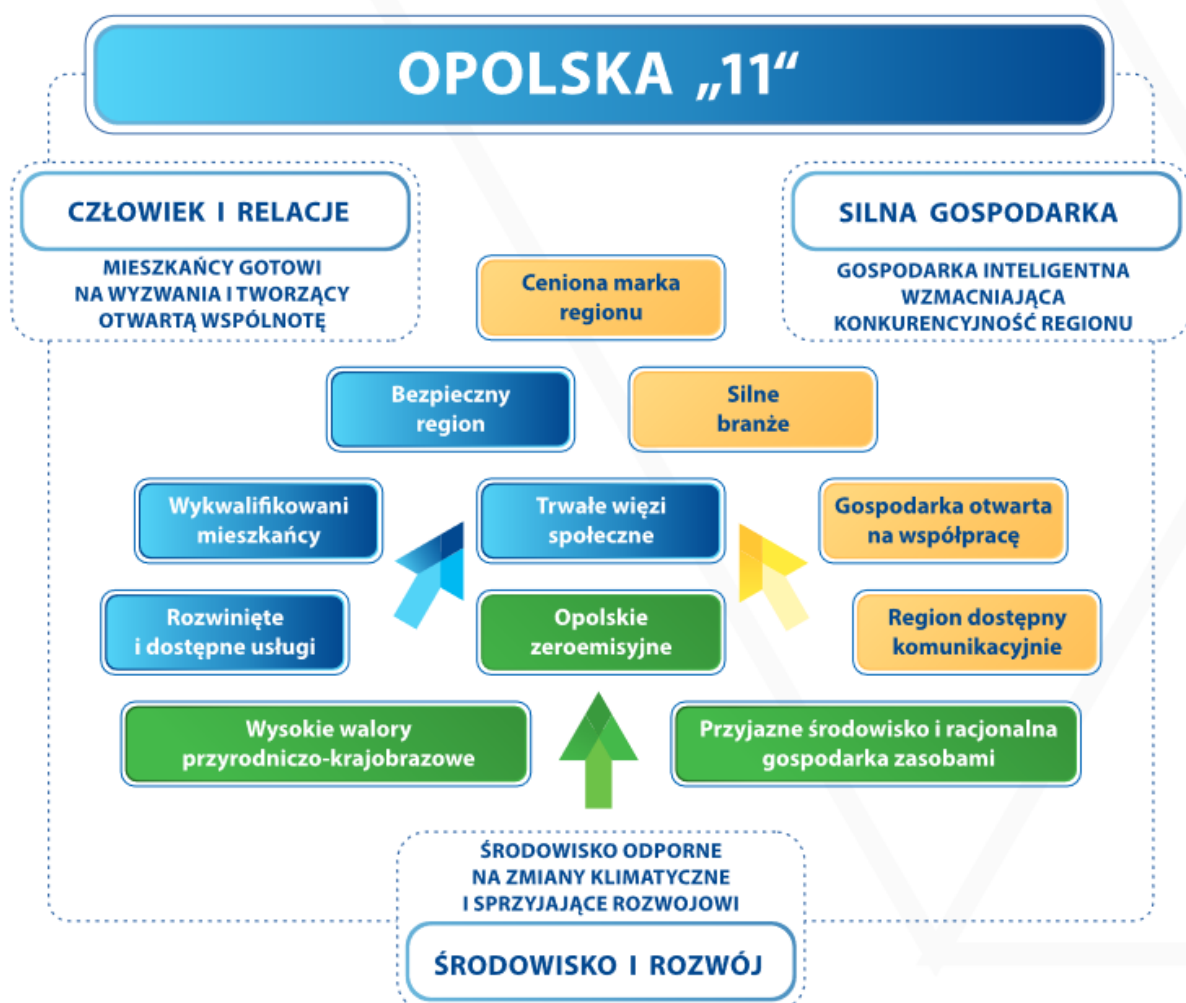 OPOLSKA „11“
CZŁOWIEK I RELACJE
MIESZKAŃCY GOTOWI
NA WYZWANIA I TWORZĄCY
OTWARTĄ WSPÓLNOTĘ
SILNA GOSPODARKA
GOSPODARKA INTELIGENTNA
WZMACNIAJĄCA
KONKURENCYJNOŚĆ REGIONU
Ceniona marka
regionu
Bezpieczny
region
Silne
branże
Wykwalifikowani
mieszkańcy
Trwałe więzi
społeczne
Gospodarka otwarta
na współpracę
Rozwinięte
i dostępne usługi
Opolskie
zeroemisyjne
Region dostępny
komunikacyjnie
Wysokie walory
przyrodniczo-krajobrazowe
Przyjazne środowisko i racjonalna
gospodarka zasobami
ŚRODOWISKO ODPORNE
NA ZMIANY KLIMATYCZNE
I SPRZYJAJĄCE ROZWOJOWI
ŚRODOWISKO I ROZWÓJ